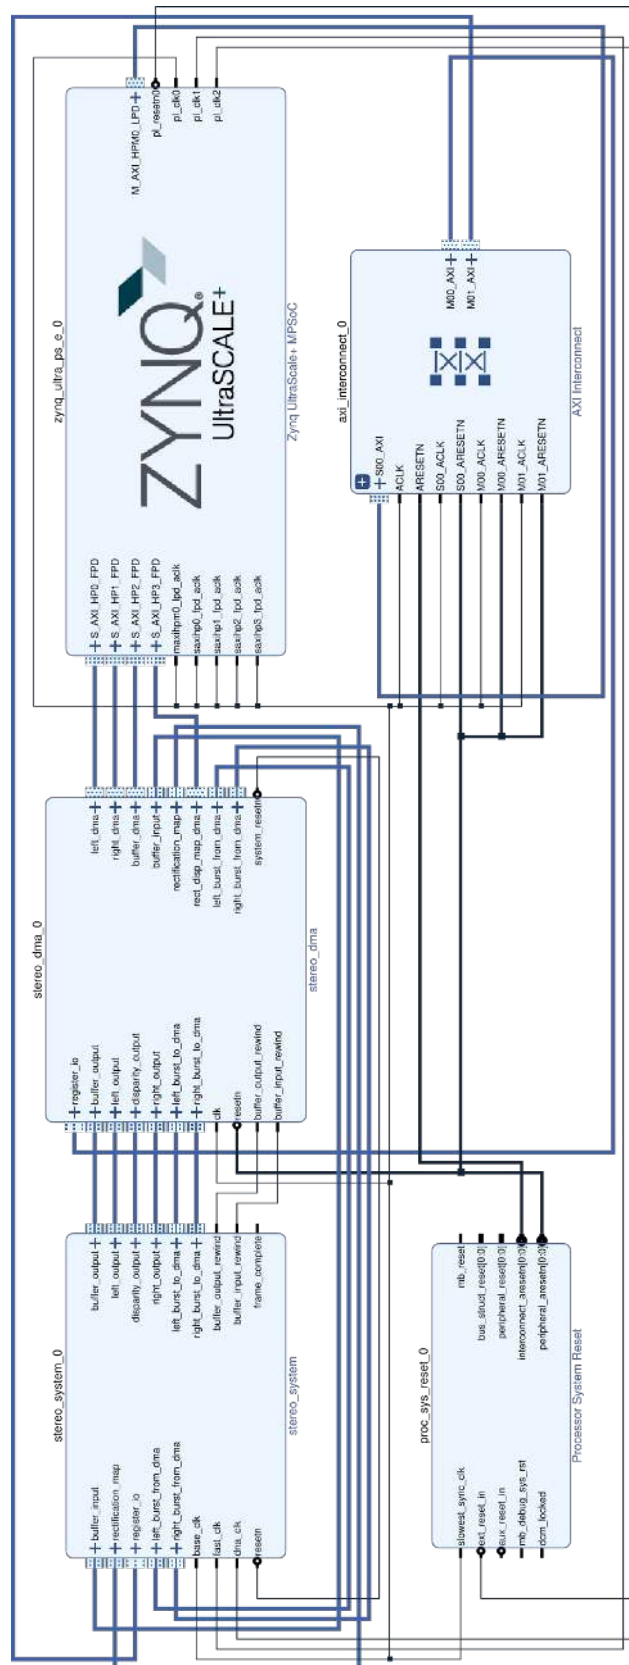 zynq_ultra_ps_e_0
M_AXI_HPM0_LPD
pl_resetn0
pl_clk0
pl_clk1
pl_clk2
ZYNQ
UltraSCALE+
S_AXI_HP0_FPD
S_AXI_HP1_FPD
S_AXI_HP2_FPD
S_AXI_HP3_FPD
maxihpm0_lpd_aclk
saxihp0_fpd_aclk
saxihp1_fpd_aclk
saxihp2_fpd_aclk
saxihp3_fpd_aclk
Zynq UltraScale+ MPSoC
axi_interconnect_0
M00_AXI
M01_AXI
S00_AXI
ACLK
ARESETN
S00_ACLK
S00_ARESETN
M00_ACLK
M00_ARESETN
M01_ACLK
M01_ARESETN
AXI Interconnect
stereo_dma_0
left_dma
right_dma
buffer_dma
buffer_input
rectification_map
rect_disp_map_dma
left_burst_from_dma
right_burst_from_dma
system_resetn
register_io
buffer_output
left_output
disparity_output
right_output
left_burst_to_dma
right_burst_to_dma
clk
resetn
buffer_output_rewind
buffer_input_rewind
stereo_dma
stereo_system_0
buffer_output
left_output
disparity_output
right_output
left_burst_to_dma
right_burst_to_dma
buffer_output_rewind
buffer_input_rewind
frame_complete
buffer_input
rectification_map
register_io
left_burst_from_dma
right_burst_from_dma
base_clk
fast_clk
dma_clk
resetn
stereo_system
proc_sys_reset_0
mb_reset
bus_struct_reset[0:0]
peripheral_reset[0:0]
interconnect_aresetn[0:0]
peripheral_aresetn[0:0]
slowest_sync_clk
ext_reset_in
aux_reset_in
mb_debug_sys_rst
dcm_locked
Processor System Reset